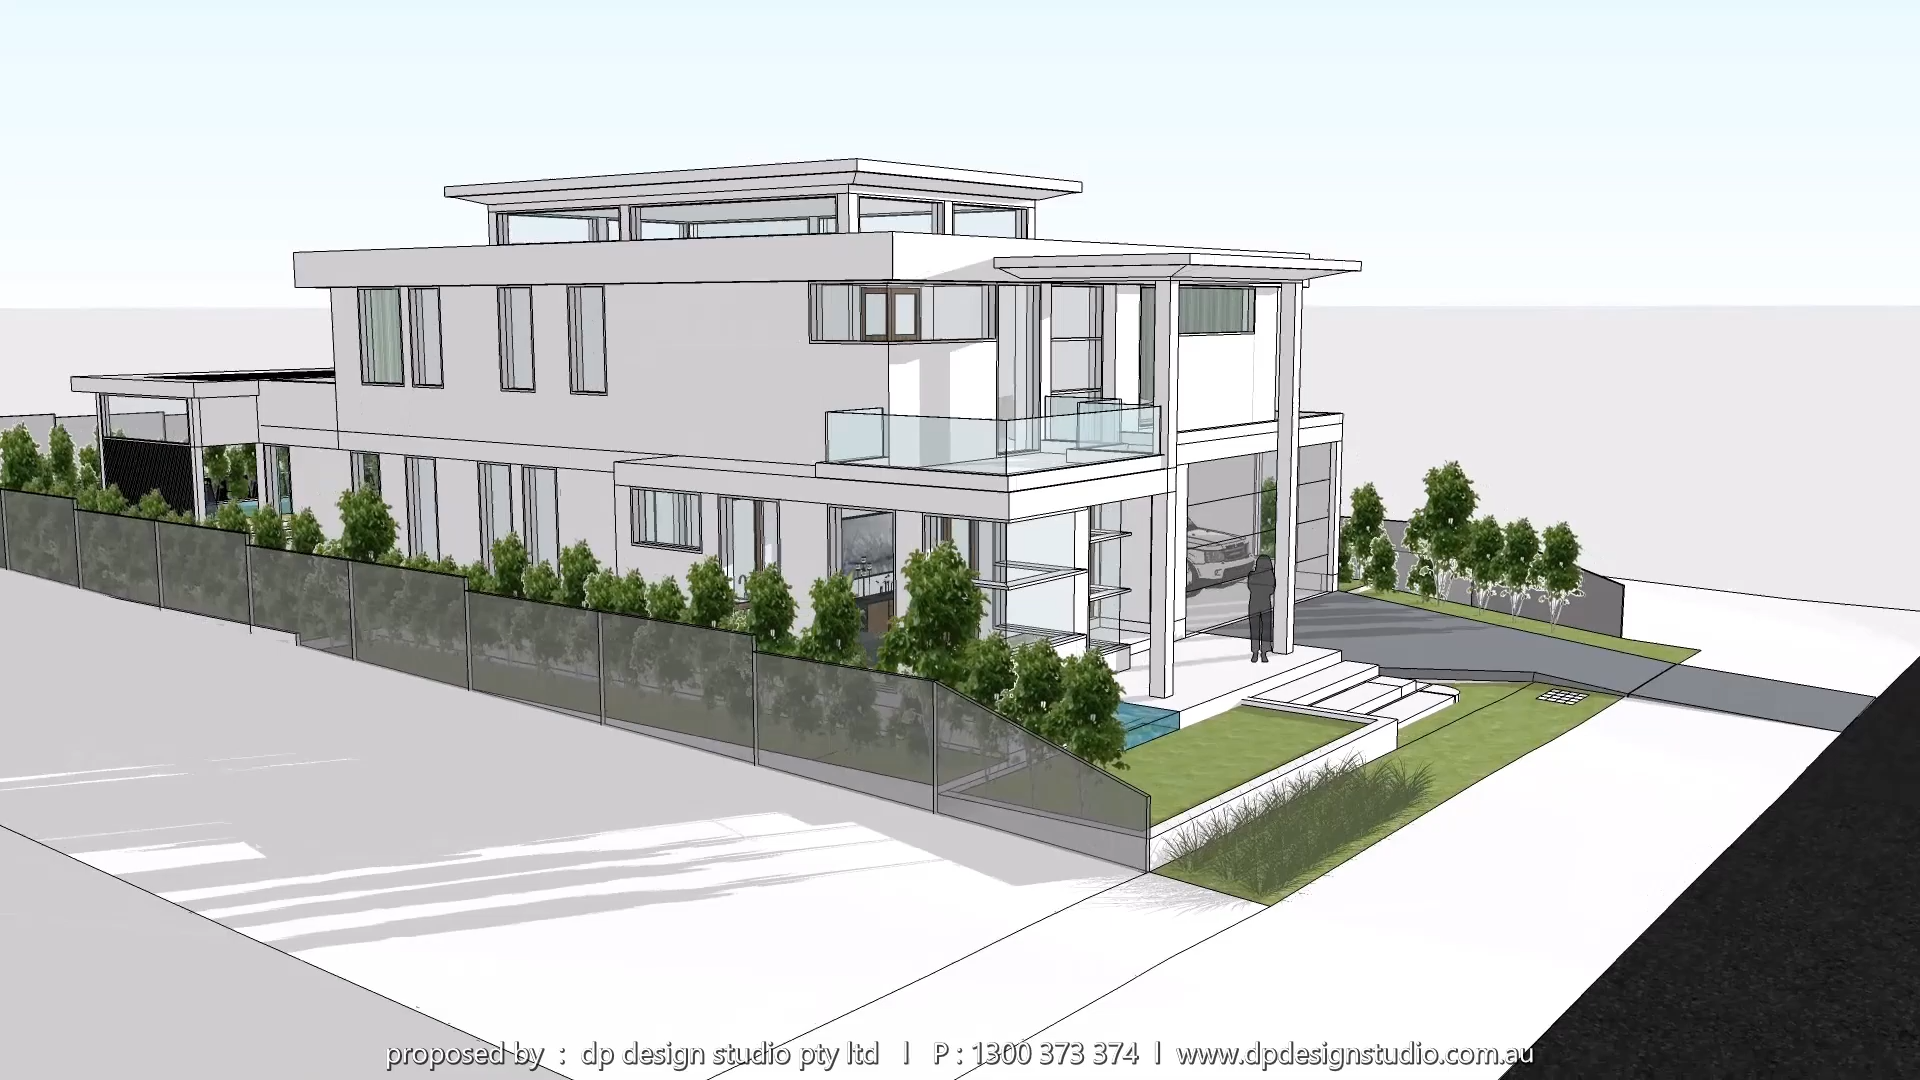 proposed by : dp design studio pty ltd l P : 1300 373 374 l www.dpdesignstudio.com.au